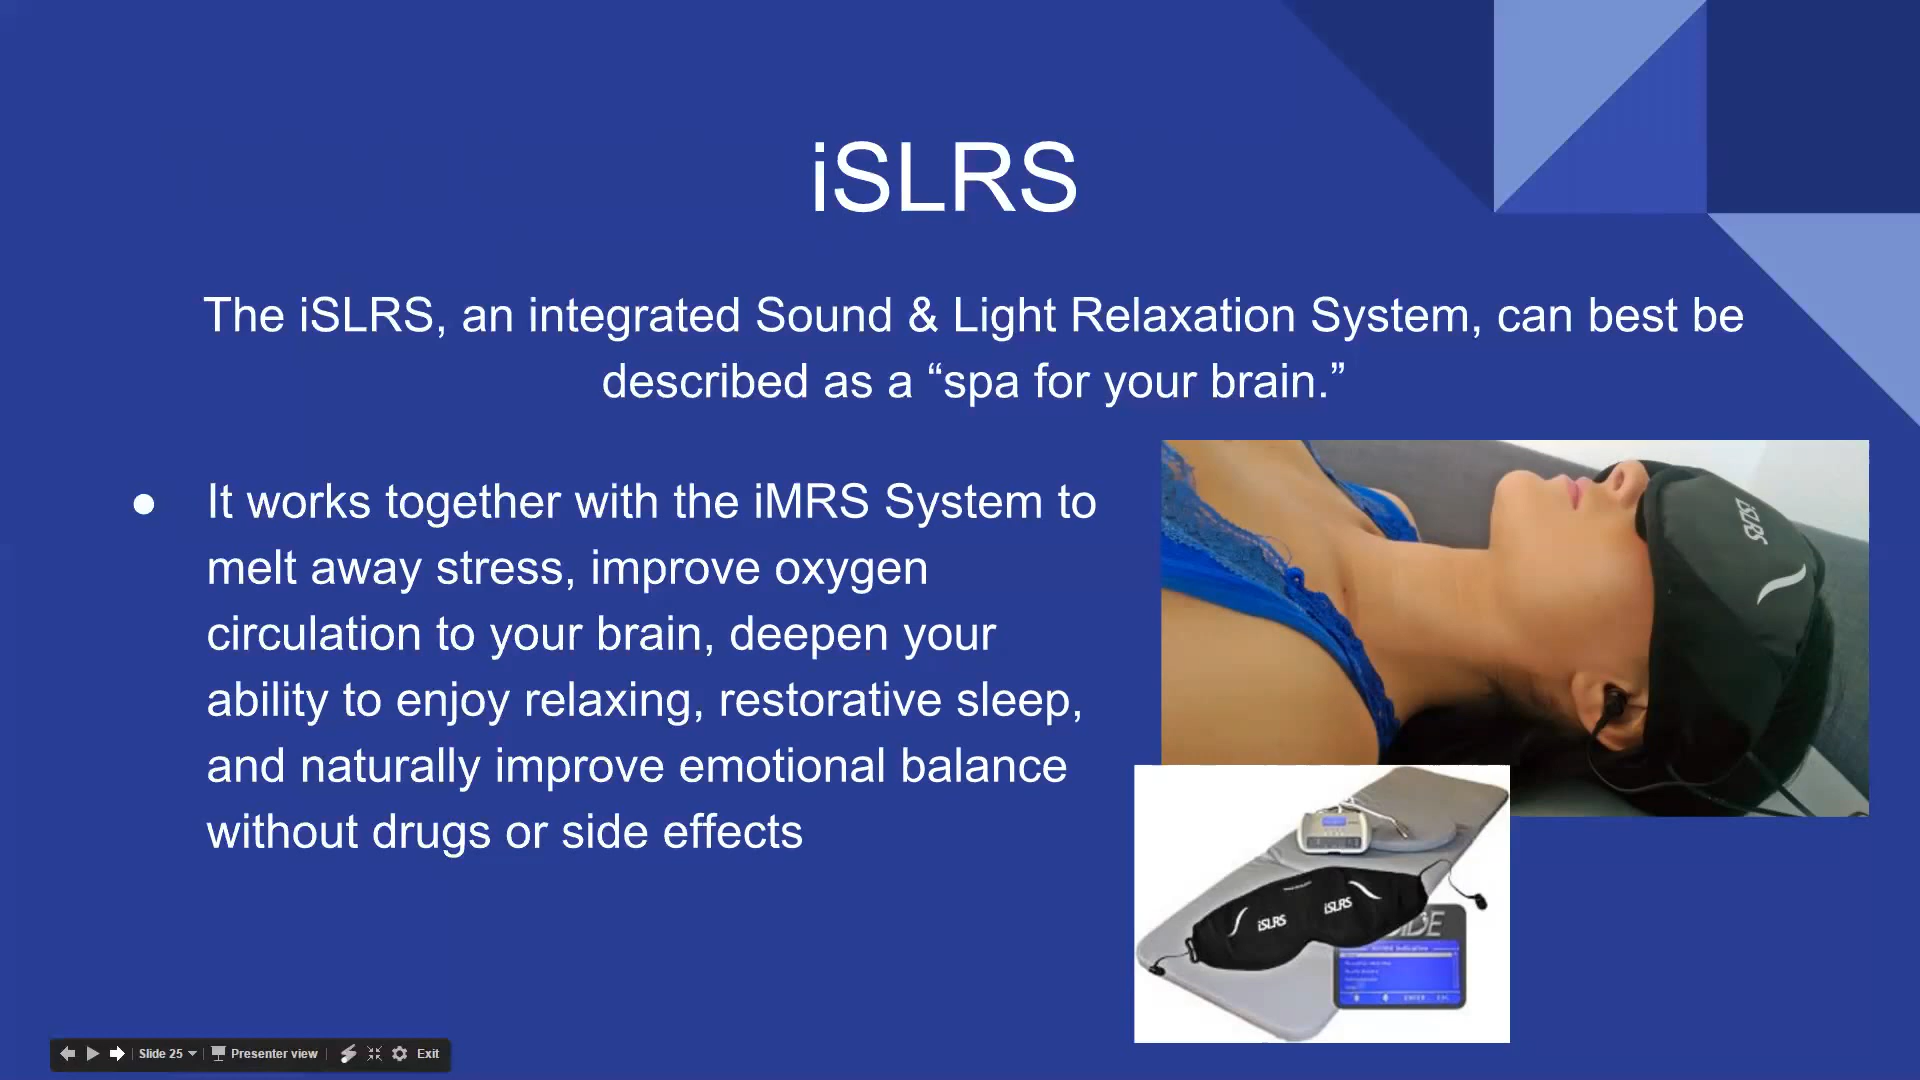 iSLRS
The iSLRS, an integrated Sound & Light Relaxation System, can best be
described as a “spa for your brain.”
● It works together with the iMRS System to
melt away stress, improve oxygen
circulation to your brain, deepen your
ability to enjoy relaxing, restorative sleep,
and naturally improve emotional balance
without drugs or side effects
iSLRS
iSLRS
iSLRS
ENTER ESC
Slide 25
Presenter view
Exit